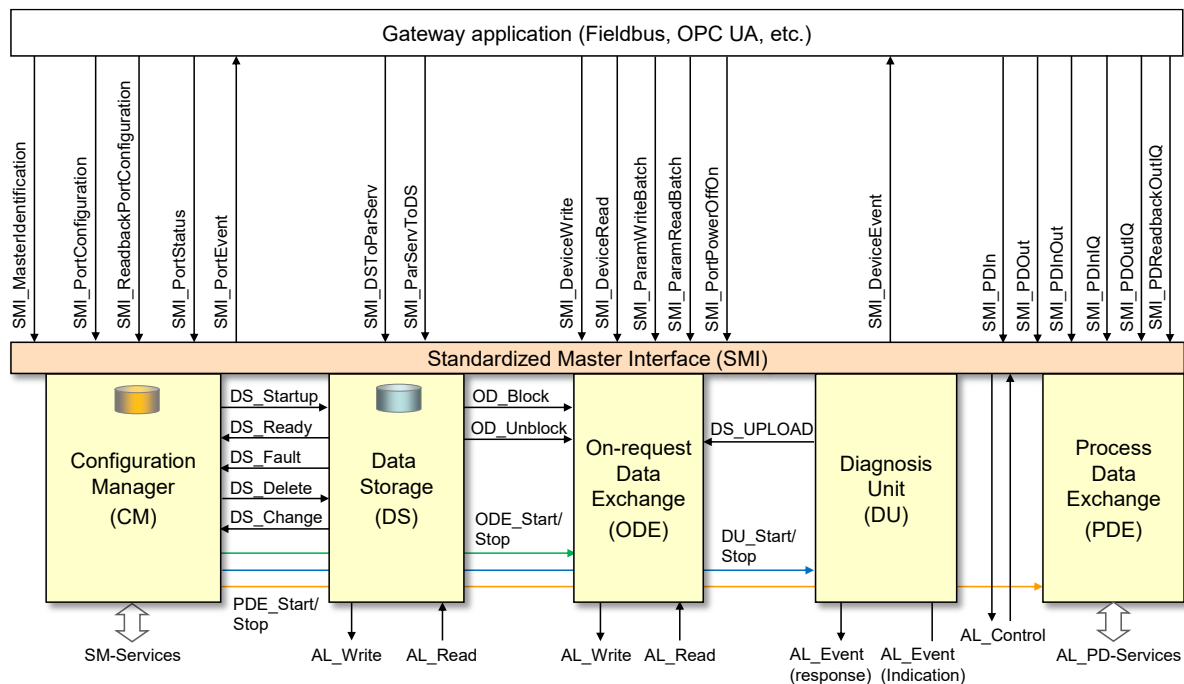 Gateway application (Fieldbus, OPC UA, etc.)
SMI_MasterIdentification
SMI_PortConfiguration
SMI_ReadbackPortConfiguration
SMI_PortStatus
SMI_PortEvent
SMI_DSToParServ
SMI_ParServToDS
SMI_DeviceWrite
SMI_DeviceRead
SMI_ParamWriteBatch
SMI_ParamReadBatch
SMI_PortPowerOffOn
SMI_DeviceEvent
SMI_PDIn
SMI_PDOut
SMI_PDInOut
SMI_PDInIQ
SMI_PDOutIQ
SMI_PDReadbackOutIQ
Standardized Master Interface (SMI)
Configuration
Manager
(CM)
DS_Startup
DS_Ready
DS_Fault
DS_Delete
DS_Change
Data
Storage
(DS)
OD_Block
OD_Unblock
ODE_Start/
Stop
On-request
Data
Exchange
(ODE)
DS_UPLOAD
DU_Start/
Stop
Diagnosis
Unit
(DU)
Process
Data
Exchange
(PDE)
PDE_Start/
Stop
SM-Services
AL_Write
AL_Read
AL_Write
AL_Read
AL_Event
(response)
AL_Event
(Indication)
AL_Control
AL_PD-Services